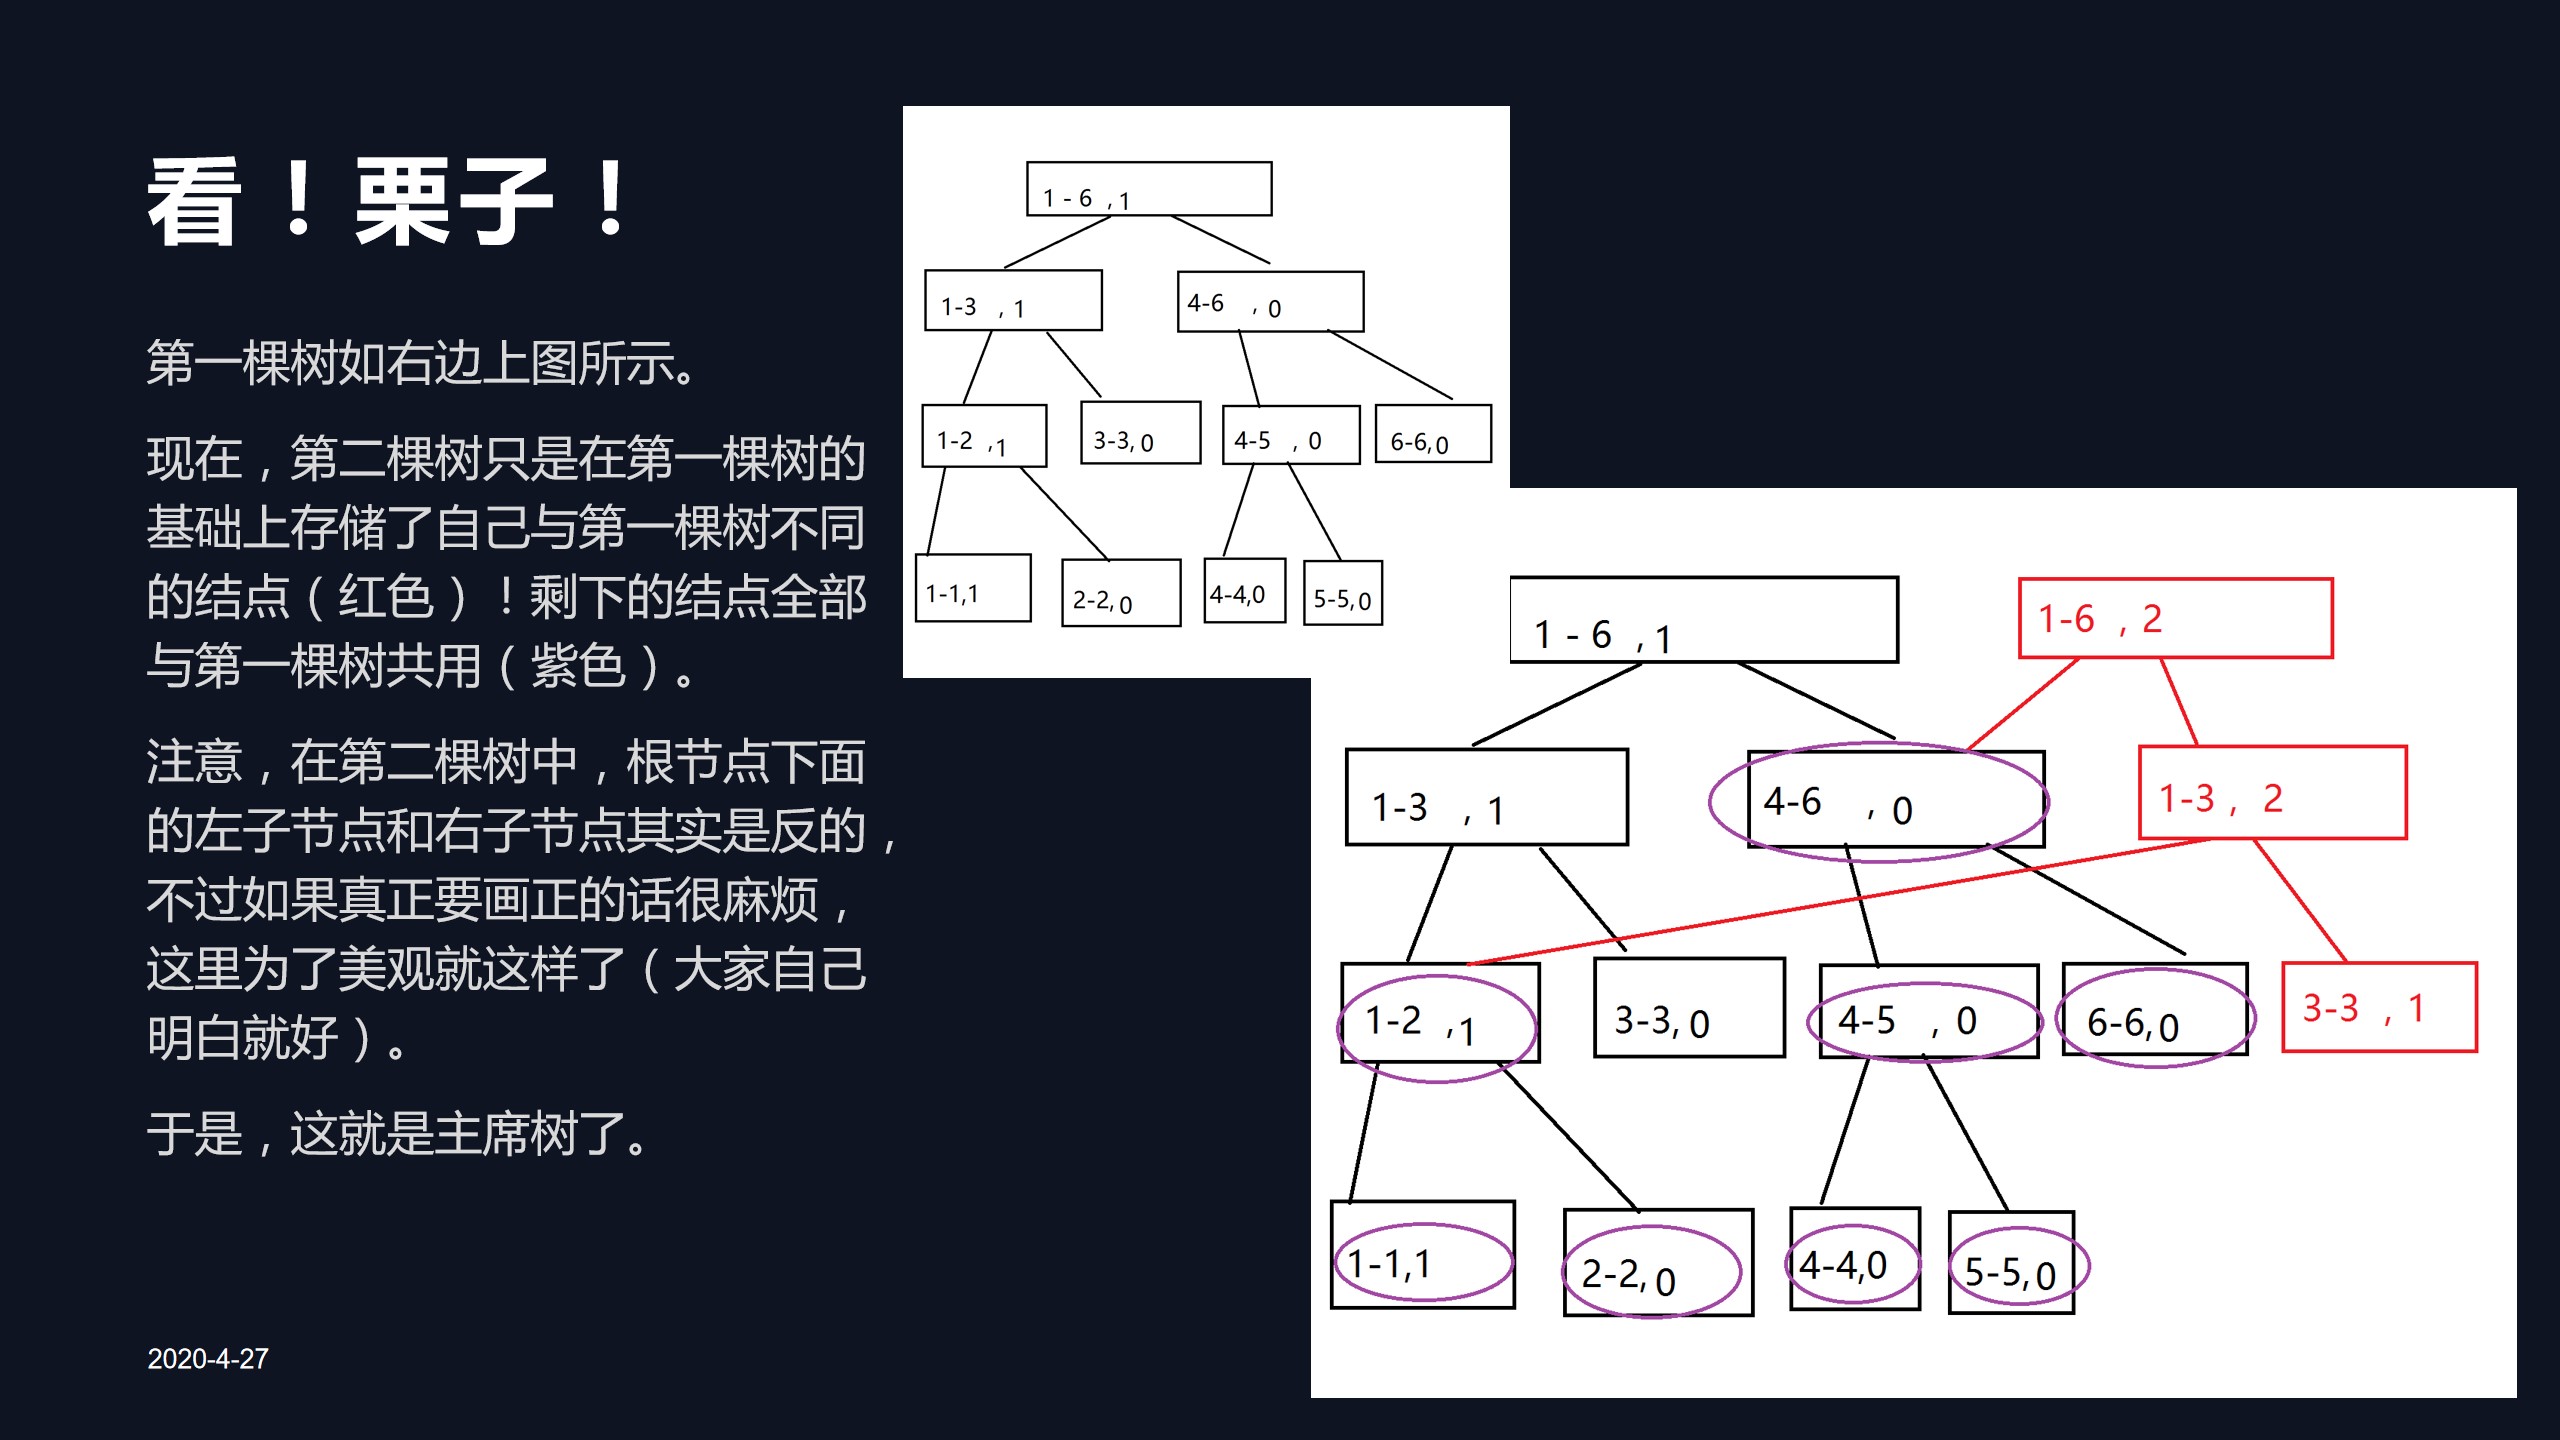 看！栗子！
第一棵树如右边上图所示。
现在，第二棵树只是在第一棵树的
基础上存储了自己与第一棵树不同
的结点（红色）！剩下的结点全部
与第一棵树共用（紫色）。
注意，在第二棵树中，根节点下面
的左子节点和右子节点其实是反的，
不过如果真正要画正的话很麻烦，
这里为了美观就这样了（大家自己
明白就好）。
于是，这就是主席树了。
2020-4-27
1 - 6 , 1
1-3 , 1
4-6 , 0
1-2 ,1
3-3,0
4-5 , 0
6-6,0
1-1,1
2-2,0
4-4,0
5-5,0
1 - 6 , 1
1-6 , 2
1-3 , 1
4-6 , 0
1-3 , 2
1-2 ,1
3-3,0
4-5 , 0
6-6,0
3-3 , 1
1-1,1
2-2,0
4-4,0
5-5,0